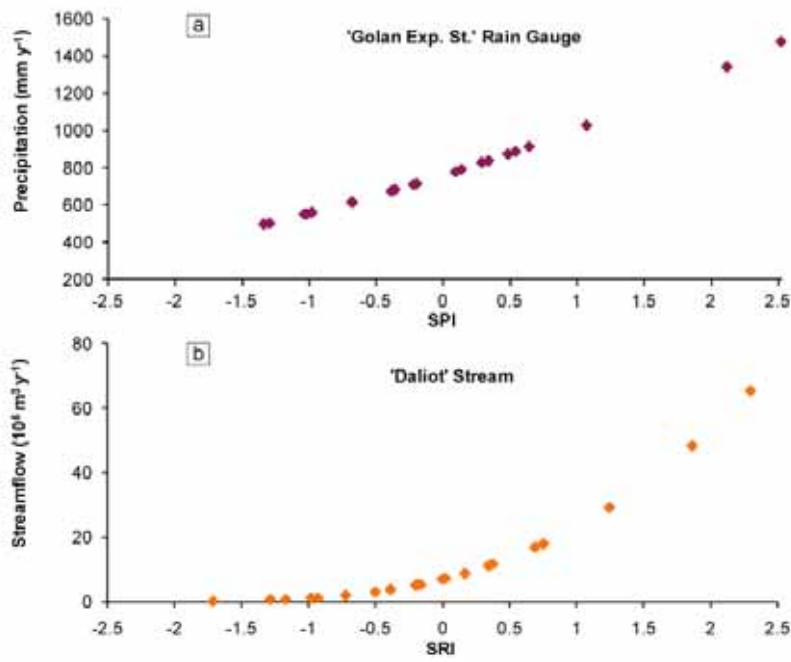 a
'Golan Exp. St.' Rain Gauge
Precipitation (mm y⁻¹)
1600
1400
1200
1000
800
600
400
200
-2.5 -2 -1.5 -1 -0.5 0 0.5 1 1.5 2 2.5
SPI
b
'Daliot' Stream
Streamflow (10⁶ m³ y⁻¹)
80
60
40
20
0
-2.5 -2 -1.5 -1 -0.5 0 0.5 1 1.5 2 2.5
SRI